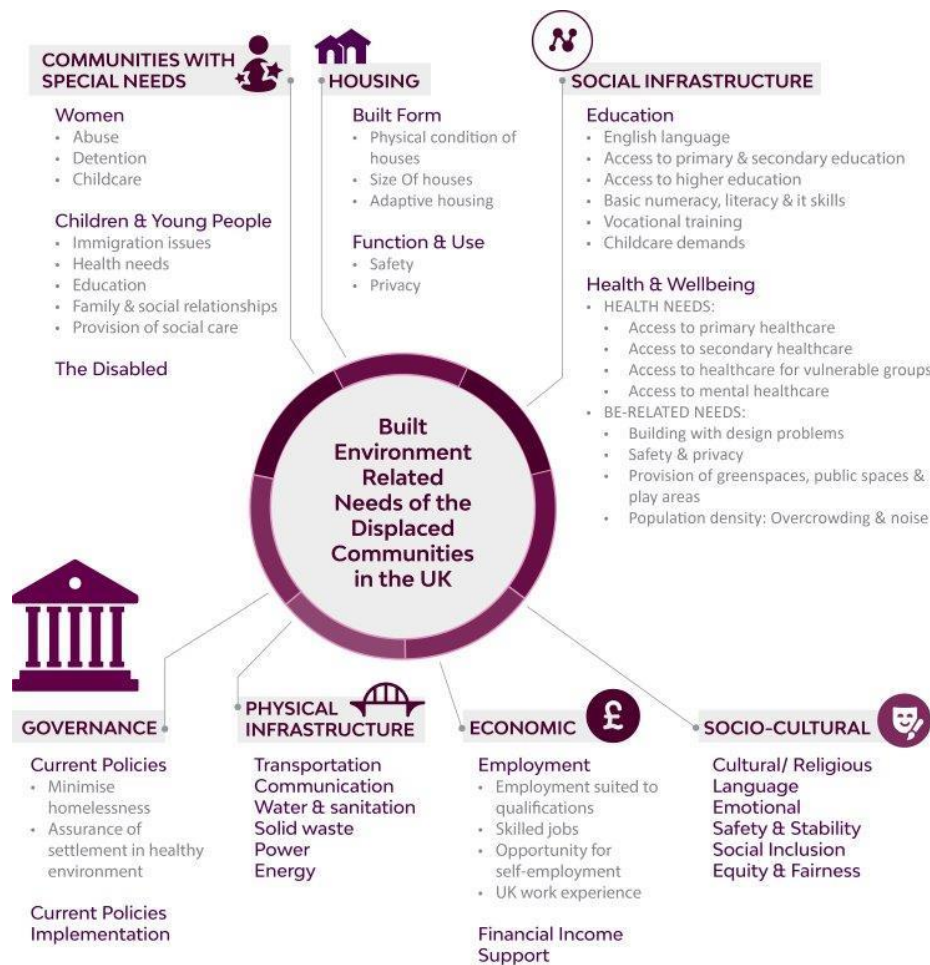 COMMUNITIES WITH
SPECIAL NEEDS
Women
• Abuse
• Detention
• Childcare
Children & Young People
• Immigration issues
• Health needs
• Education
• Family & social relationships
• Provision of social care
The Disabled
HOUSING
Built Form
• Physical condition of
houses
• Size Of houses
• Adaptive housing
Function & Use
• Safety
• Privacy
SOCIAL INFRASTRUCTURE
Education
• English language
• Access to primary & secondary education
• Access to higher education
• Basic numeracy, literacy & it skills
• Vocational training
• Childcare demands
Health & Wellbeing
• HEALTH NEEDS:
• Access to primary healthcare
• Access to secondary healthcare
• Access to healthcare for vulnerable groups
• Access to mental healthcare
• BE-RELATED NEEDS:
• Building with design problems
• Safety & privacy
• Provision of greenspaces, public spaces &
play areas
• Population density: Overcrowding & noise
Built
Environment
Related
Needs of the
Displaced
Communities
in the UK
GOVERNANCE
Current Policies
• Minimise
homelessness
• Assurance of
settlement in healthy
environment
Current Policies
Implementation
PHYSICAL
INFRASTRUCTURE
Transportation
Communication
Water & sanitation
Solid waste
Power
Energy
ECONOMIC
£
Employment
• Employment suited to
qualifications
• Skilled jobs
• Opportunity for
self-employment
• UK work experience
Financial Income
Support
SOCIO-CULTURAL
Cultural/ Religious
Language
Emotional
Safety & Stability
Social Inclusion
Equity & Fairness